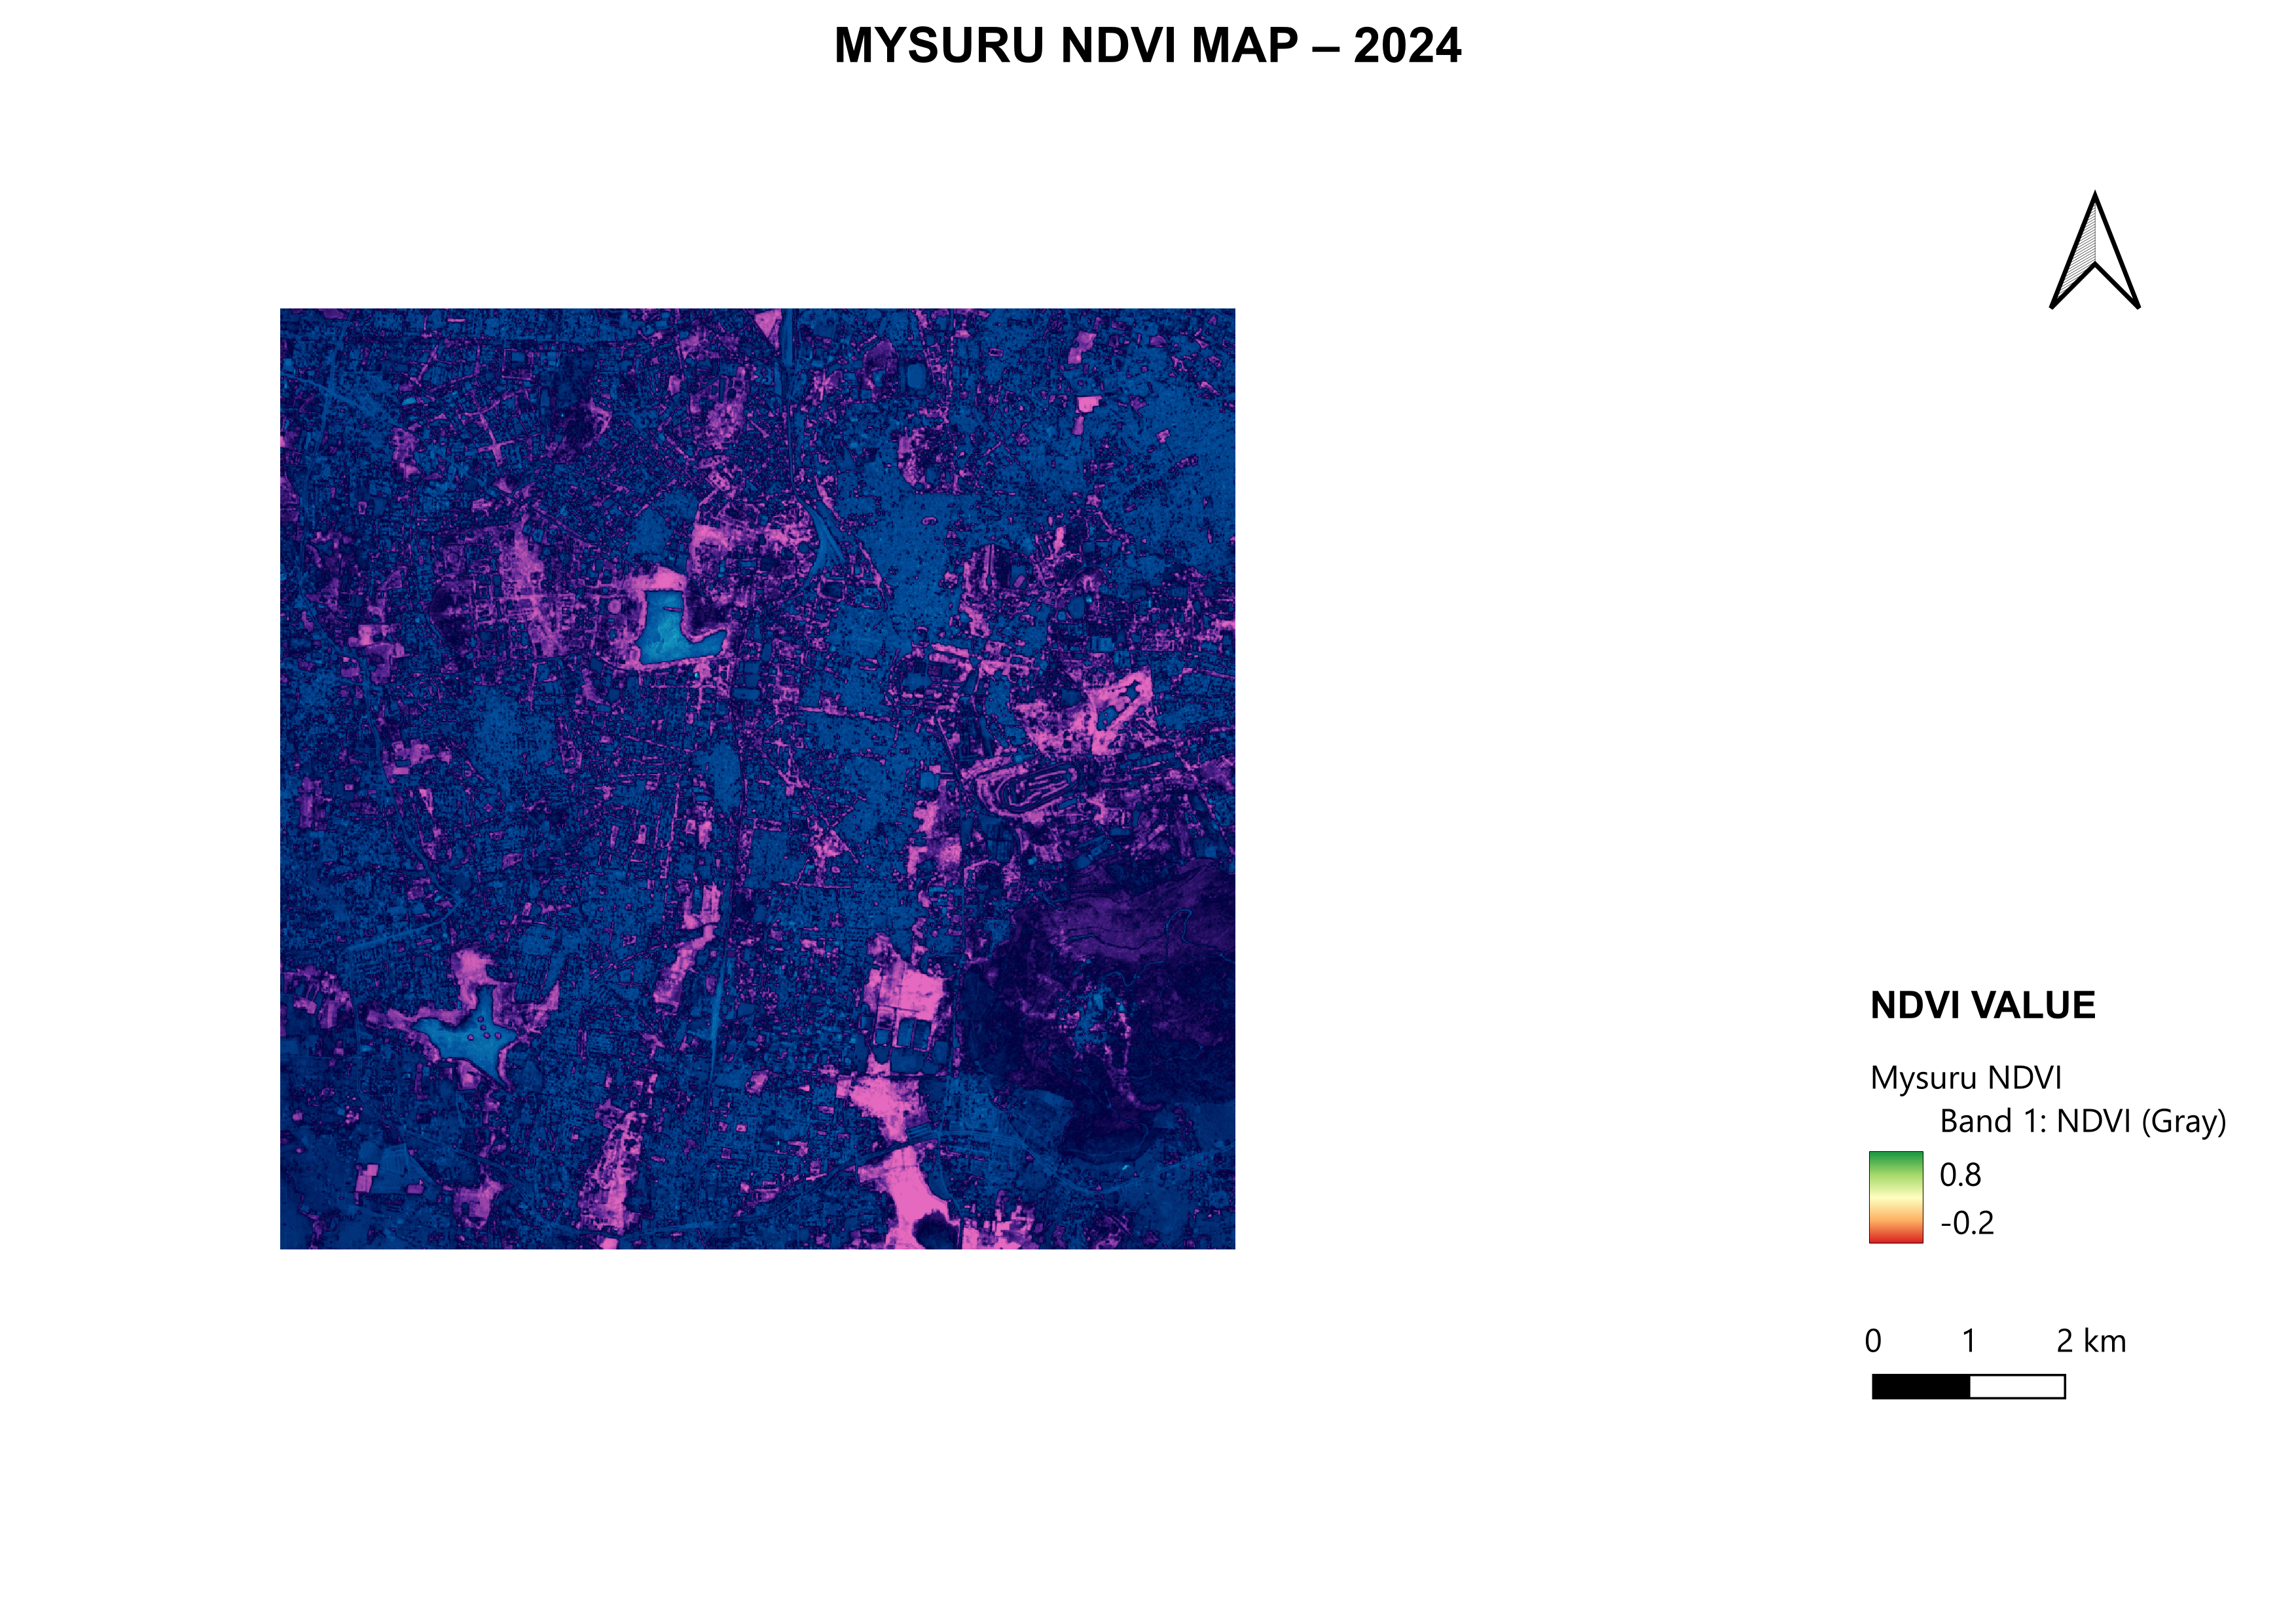 MYSURU NDVI MAP – 2024
NDVI VALUE
Mysuru NDVI
Band 1: NDVI (Gray)
0.8
-0.2
0 1 2 km